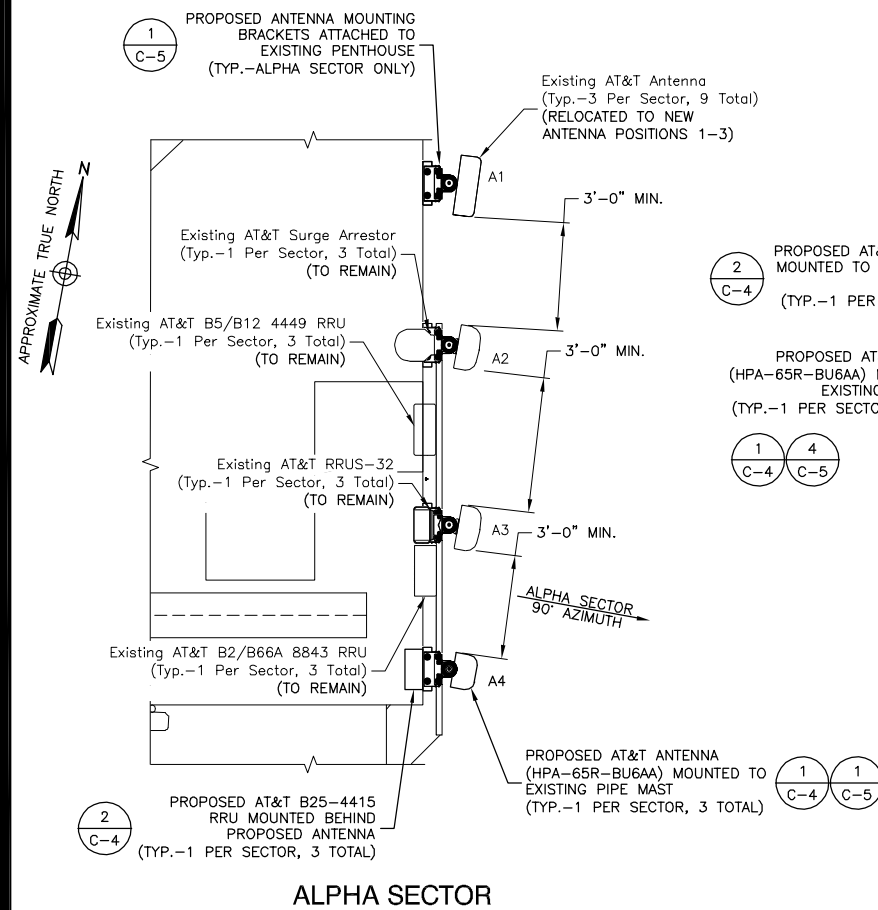 PROPOSED ANTENNA MOUNTING
BRACKETS ATTACHED TO
EXISTING PENTHOUSE
(TYP.-ALPHA SECTOR ONLY)
1
C-5
Existing AT&T Antenna
(Typ.-3 Per Sector, 9 Total)
(RELOCATED TO NEW
ANTENNA POSITIONS 1-3)
N
APPROXIMATE TRUE NORTH
A1
3'-0" MIN.
Existing AT&T Surge Arrestor
(Typ.-1 Per Sector, 3 Total)
(TO REMAIN)
2
C-4
PROPOSED AT&
MOUNTED TO
(TYP.-1 PER
Existing AT&T B5/B12 4449 RRU
(Typ.-1 Per Sector, 3 Total)
(TO REMAIN)
A2
3'-0" MIN.
PROPOSED AT
(HPA-65R-BU6AA)
EXISTING
(TYP.-1 PER SECTO
1
C-4
4
C-5
Existing AT&T RRUS-32
(Typ.-1 Per Sector, 3 Total)
(TO REMAIN)
A3
3'-0" MIN.
ALPHA SECTOR
90° AZIMUTH
Existing AT&T B2/B66A 8843 RRU
(Typ.-1 Per Sector, 3 Total)
(TO REMAIN)
A4
PROPOSED AT&T ANTENNA
(HPA-65R-BU6AA) MOUNTED TO
EXISTING PIPE MAST
(TYP.-1 PER SECTOR, 3 TOTAL)
1
C-4
1
C-5
2
C-4
PROPOSED AT&T B25-4415
RRU MOUNTED BEHIND
PROPOSED ANTENNA
(TYP.-1 PER SECTOR, 3 TOTAL)
ALPHA SECTOR